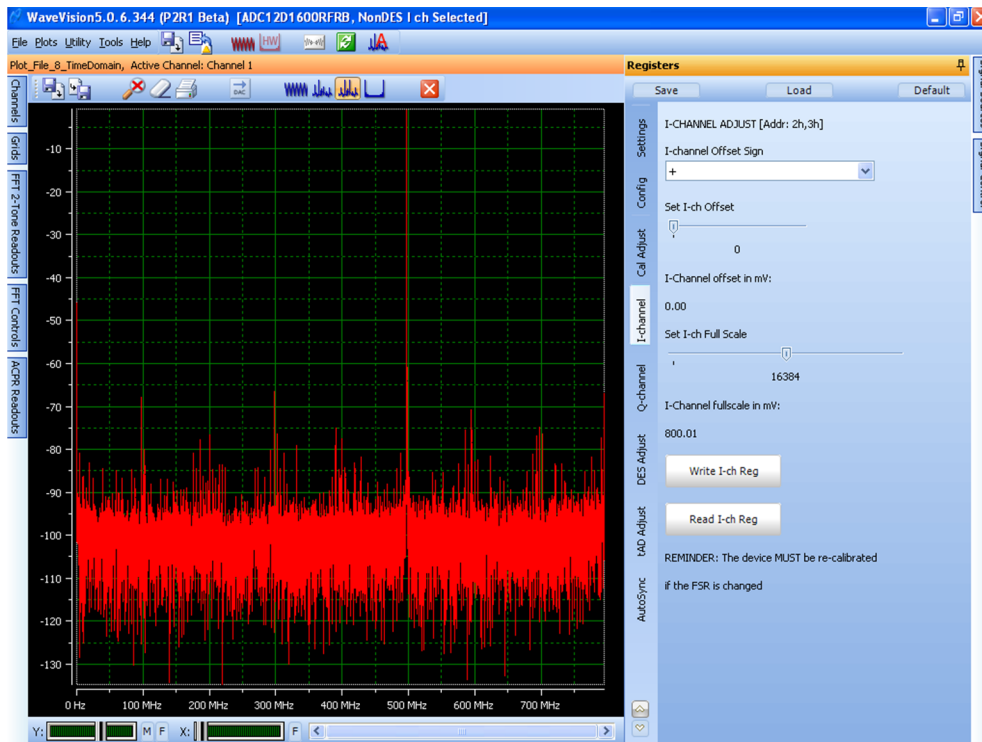 WaveVision5.0.6.344 (P2R1 Beta) [ADC12D1600RFRB, NonDES I ch Selected]
File Plots Utility Tools Help
HW
Plot_File_8_TimeDomain, Active Channel: Channel 1
DAC
Channels
Grids
FFT 2-Tone Readouts
FFT Controls
ACPR Readouts
-10
-20
-30
-40
-50
-60
-70
-80
-90
-100
-110
-120
-130
0 Hz 100 MHz 200 MHz 300 MHz 400 MHz 500 MHz 600 MHz 700 MHz
Y: M F X: F
Registers
Save Load Default
Settings
Config
Cal Adjust
I-channel
Q-channel
DES Adjust
tAD Adjust
AutoSync
I-CHANNEL ADJUST [Addr: 2h,3h]
I-channel Offset Sign
+
Set I-ch Offset
0
I-Channel offset in mV:
0.00
Set I-ch Full Scale
16384
I-Channel fullscale in mV:
800.01
Write I-ch Reg
Read I-ch Reg
REMINDER: The device MUST be re-calibrated
if the FSR is changed